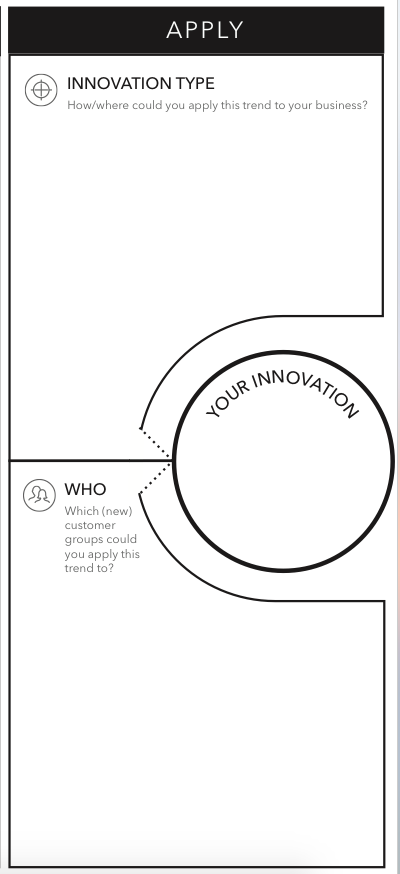 APPLY
INNOVATION TYPE
How/where could you apply this trend to your business?
YOUR INNOVATION
WHO
Which (new)
customer
groups could
you apply this
trend to?